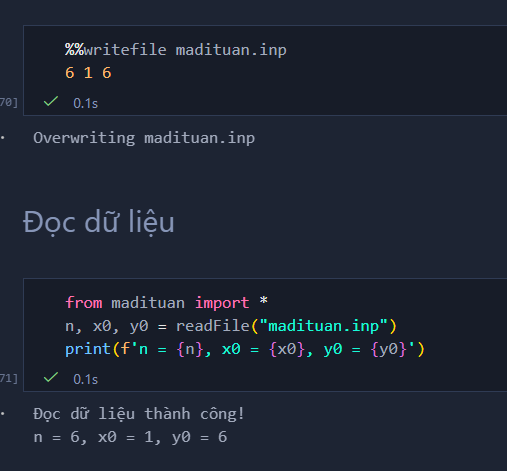 %%writefile madituan.inp
6 1 6
70]
0.1s
Overwriting madituan.inp
Đọc dữ liệu
from madituan import *
n, x0, y0 = readFile("madituan.inp")
print(f'n = {n}, x0 = {x0}, y0 = {y0}')
71]
0.1s
Đọc dữ liệu thành công!
n = 6, x0 = 1, y0 = 6